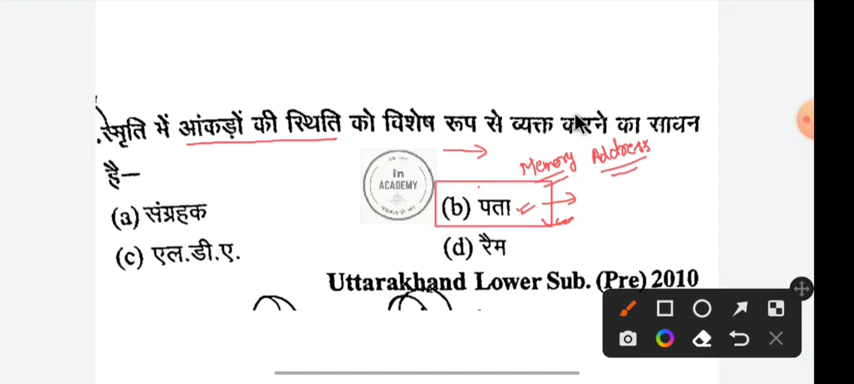 स्मृति में आंकड़ों की स्थिति को विशेष रूप से व्यक्त करने का साधन
है–
Memory Address
In
ACADEMY
(a) संग्रहक
(b) पता
(c) एल.डी.ए.
(d) रैम
Uttarakhand Lower Sub. (Pre) 2010